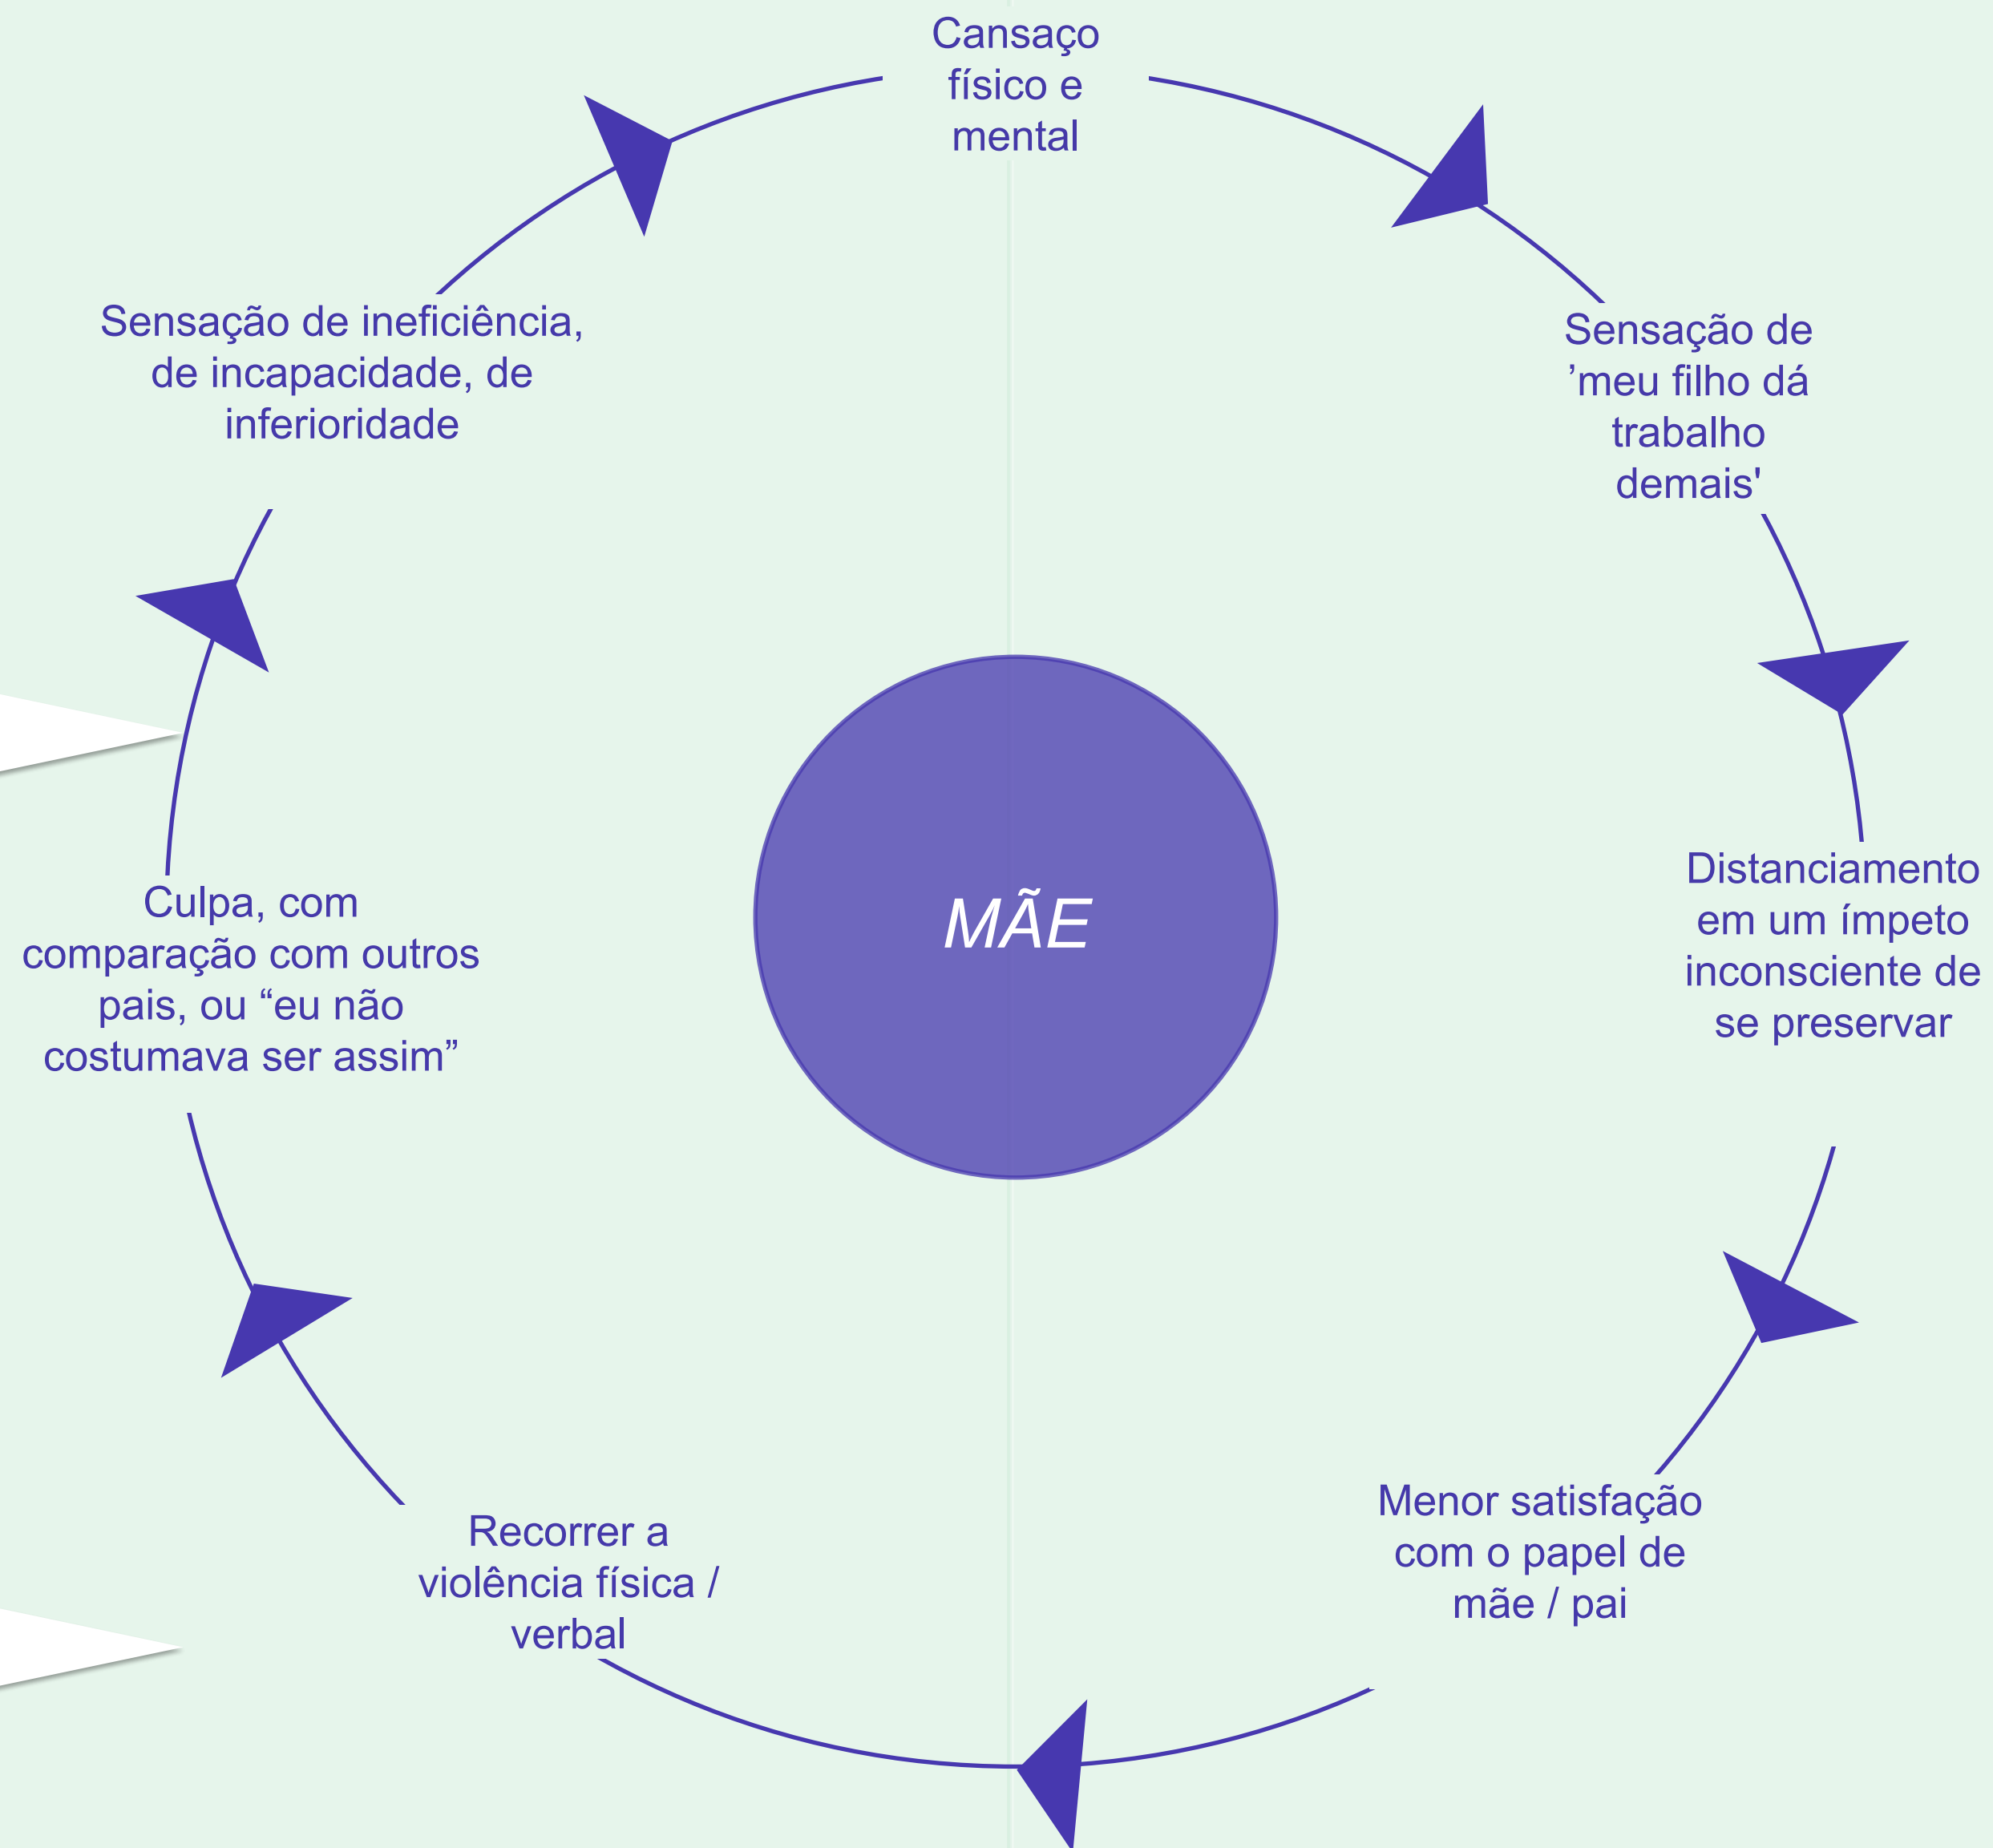 Cansaço
físico e
mental
Sensação de
’meu filho dá
trabalho
demais'
Distanciamento
em um ímpeto
inconsciente de
se preservar
Menor satisfação
com o papel de
mãe / pai
Recorrer a
violência física /
verbal
Culpa, com
comparação com outros
pais, ou “eu não
costumava ser assim”
Sensação de ineficiência,
de incapacidade, de
inferioridade
MÃE